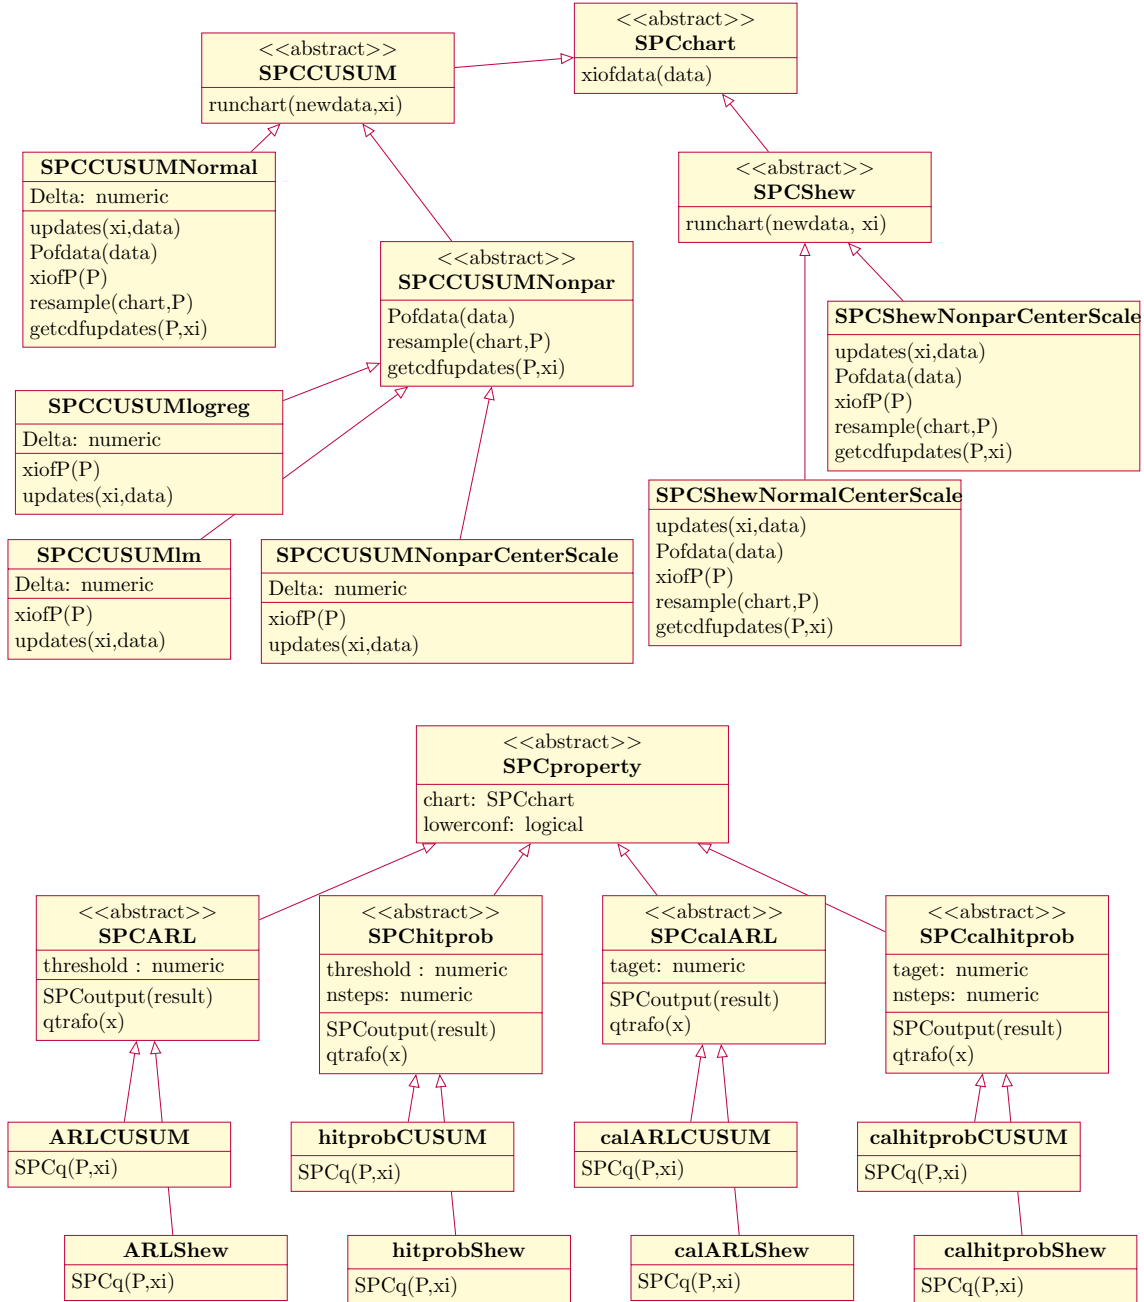 <<abstract>>
SPCchart
xiofdata(data)
<<abstract>>
SPCCUSUM
runchart(newdata,xi)
SPCCUSUMNormal
Delta: numeric
updates(xi,data)
Pofdata(data)
xiofP(P)
resample(chart,P)
getcdfupdates(P,xi)
<<abstract>>
SPCShew
runchart(newdata, xi)
<<abstract>>
SPCCUSUMNonpar
Pofdata(data)
resample(chart,P)
getcdfupdates(P,xi)
SPCShewNonparCenterScale
updates(xi,data)
Pofdata(data)
xiofP(P)
resample(chart,P)
getcdfupdates(P,xi)
SPCCUSUMlogreg
Delta: numeric
xiofP(P)
updates(xi,data)
SPCShewNormalCenterScale
updates(xi,data)
Pofdata(data)
xiofP(P)
resample(chart,P)
getcdfupdates(P,xi)
SPCCUSUMlm
Delta: numeric
xiofP(P)
updates(xi,data)
SPCCUSUMNonparCenterScale
Delta: numeric
xiofP(P)
updates(xi,data)
<<abstract>>
SPCproperty
chart: SPCchart
lowerconf: logical
<<abstract>>
SPCARL
threshold : numeric
SPCoutput(result)
qtrafo(x)
<<abstract>>
SPChitprob
threshold : numeric
nsteps: numeric
SPCoutput(result)
qtrafo(x)
<<abstract>>
SPCcalARL
taget: numeric
SPCoutput(result)
qtrafo(x)
<<abstract>>
SPCcalhitprob
taget: numeric
nsteps: numeric
SPCoutput(result)
qtrafo(x)
ARLCUSUM
SPCq(P,xi)
hitprobCUSUM
SPCq(P,xi)
calARLCUSUM
SPCq(P,xi)
calhitprobCUSUM
SPCq(P,xi)
ARLShew
SPCq(P,xi)
hitprobShew
SPCq(P,xi)
calARLShew
SPCq(P,xi)
calhitprobShew
SPCq(P,xi)